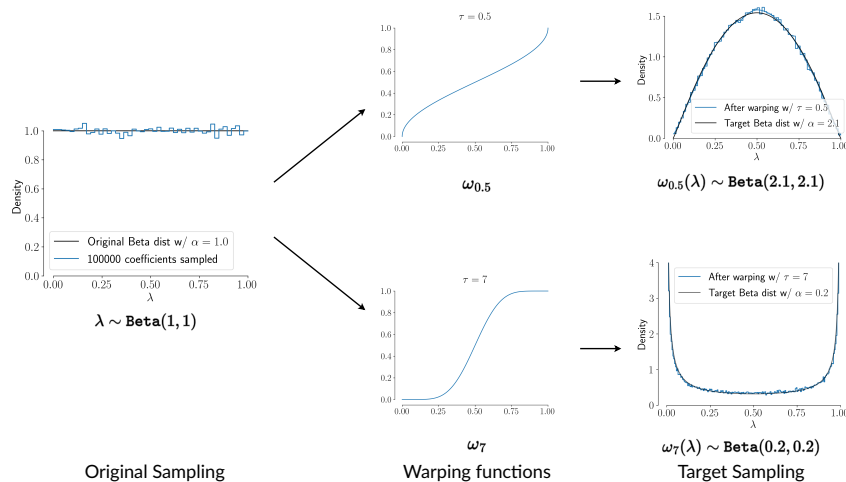 Density
1.0
0.8
0.6
0.4
0.2
0.0
Original Beta dist w/ α = 1.0
100000 coefficients sampled
0.00 0.25 0.50 0.75 1.00
λ
λ ∼ Beta(1, 1)
Original Sampling
τ = 0.5
1.0
0.8
0.6
0.4
0.2
0.0
0.00 0.25 0.50 0.75 1.00
ω0.5
τ = 7
1.0
0.8
0.6
0.4
0.2
0.0
0.00 0.25 0.50 0.75 1.00
ω7
Warping functions
Density
1.5
1.0
0.5
0.0
After warping w/ τ = 0.5
Target Beta dist w/ α = 2.1
0.00 0.25 0.50 0.75 1.00
λ
ω0.5(λ) ∼ Beta(2.1, 2.1)
Density
4
3
2
1
0
After warping w/ τ = 7
Target Beta dist w/ α = 0.2
0.00 0.25 0.50 0.75 1.00
λ
ω7(λ) ∼ Beta(0.2, 0.2)
Target Sampling